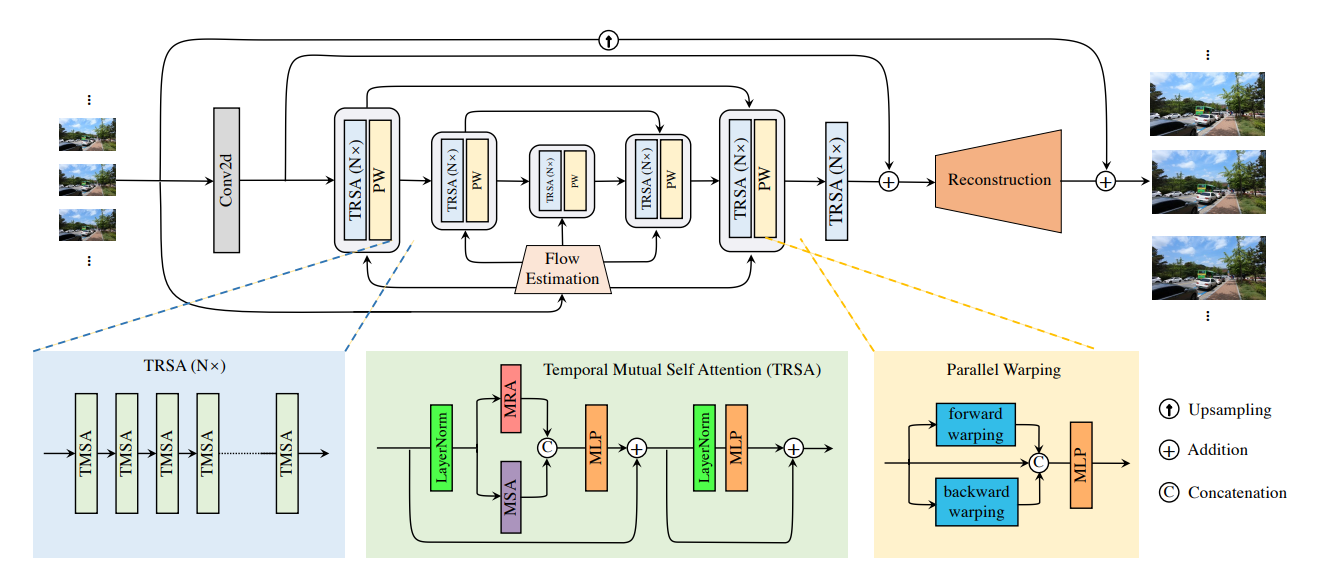 Conv2d
TRSA (N×)
PW
TRSA (N×)
PW
TRSA (N×)
PW
TRSA (N×)
PW
TRSA (N×)
PW
TRSA (N×)
Reconstruction
Flow
Estimation
TRSA (N×)
TMSA
TMSA
TMSA
TMSA
TMSA
Temporal Mutual Self Attention (TRSA)
LayerNorm
MRA
MSA
C
MLP
LayerNorm
MLP
Parallel Warping
forward
warping
backward
warping
C
MLP
Upsampling
Addition
C Concatenation